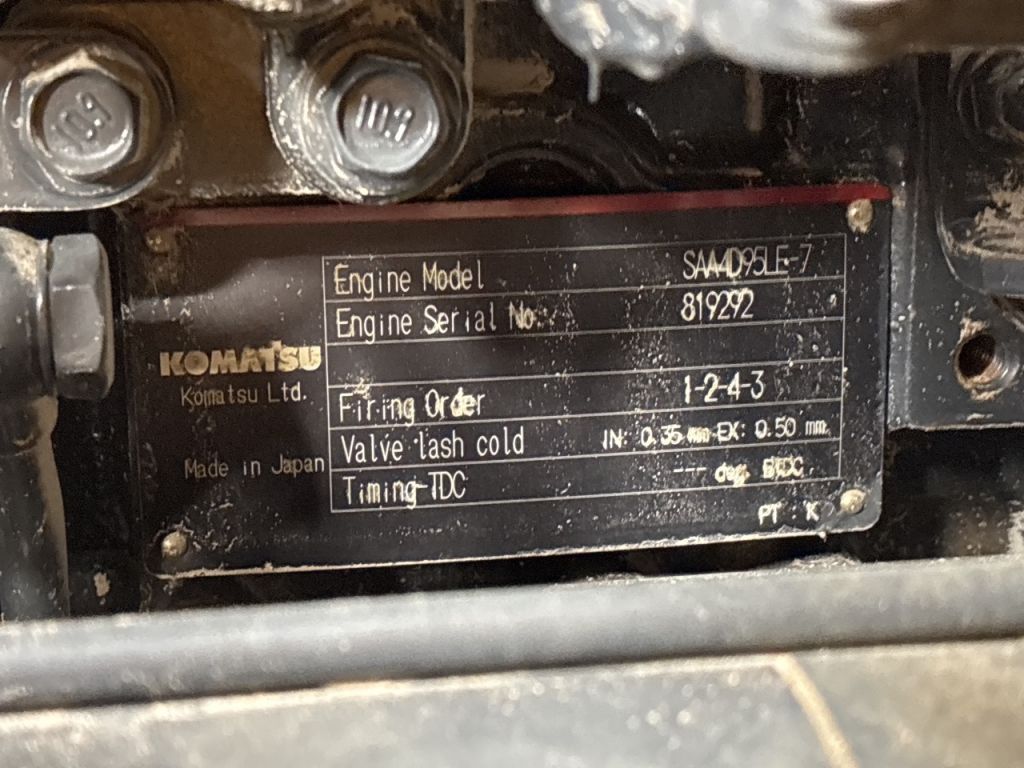 10.9
10.9
Engine Model SAA4D95LE-7
Engine Serial No. 819292
KOMATSU
Komatsu Ltd.
Firing Order 1-2-4-3
Valve lash cold IN: 0.35 mm EX: 0.50 mm
Made in Japan
Timing-TDC --- deg. BTDC
PT : K